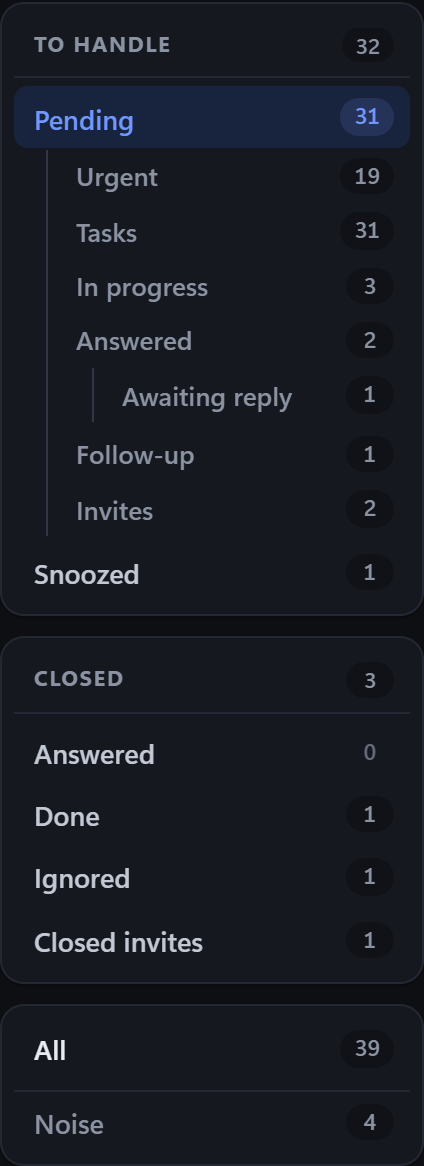 TO HANDLE 32
Pending 31
Urgent 19
Tasks 31
In progress 3
Answered 2
Awaiting reply 1
Follow-up 1
Invites 2
Snoozed 1
CLOSED 3
Answered 0
Done 1
Ignored 1
Closed invites 1
All 39
Noise 4